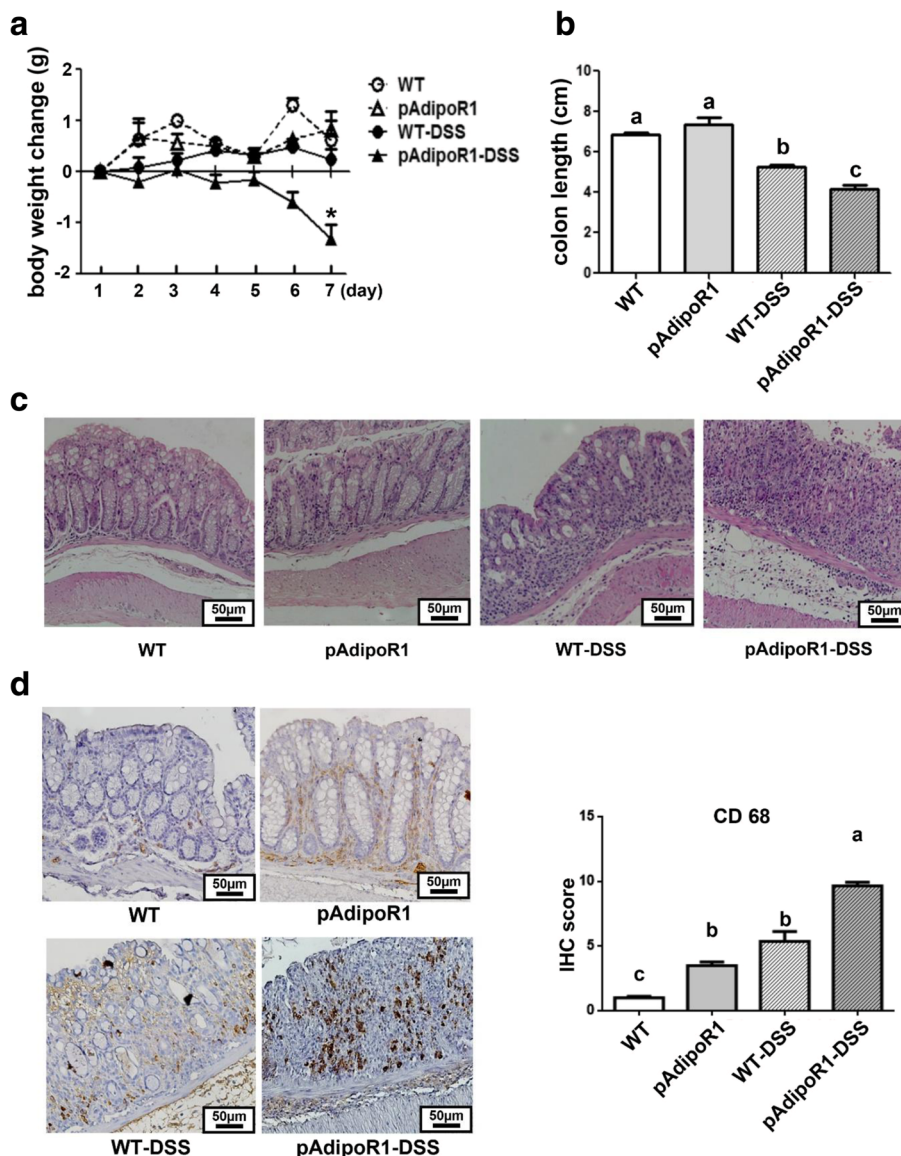 a
body weight change (g)
2
1
0
-1
-2
1 2 3 4 5 6 7 (day)
*
WT
pAdipoR1
WT-DSS
pAdipoR1-DSS
b
colon length (cm)
10
8
6
4
2
0
a a b c
WT pAdipoR1 WT-DSS pAdipoR1-DSS
c
50µm 50µm 50µm 50µm
WT pAdipoR1 WT-DSS pAdipoR1-DSS
d
50µm 50µm
WT pAdipoR1
50µm 50µm
WT-DSS pAdipoR1-DSS
CD 68
IHC score
15
10
5
0
c b b a
WT pAdipoR1 WT-DSS pAdipoR1-DSS